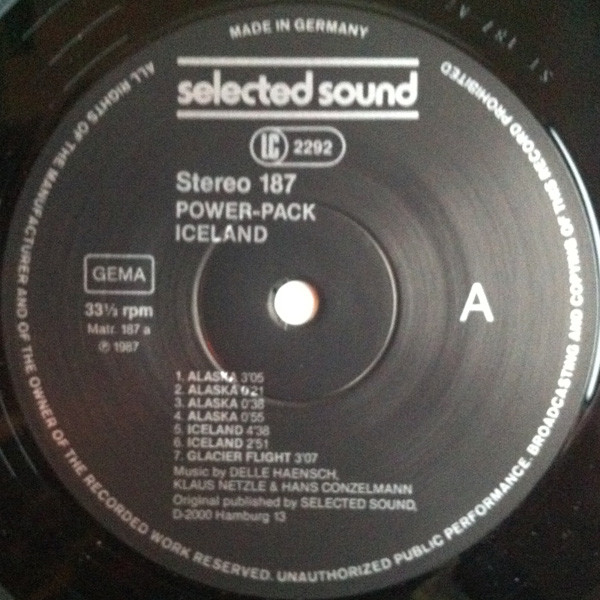 MADE IN GERMANY
selected sound
LC 2292
Stereo 187
POWER-PACK
ICELAND
GEMA
33⅓ rpm
Matr. 187 a
℗ 1987
A
1. ALASKA 3'05
2. ALASKA 0'21
3. ALASKA 0'38
4. ALASKA 0'55
5. ICELAND 4'38
6. ICELAND 2'51
7. GLACIER FLIGHT 3'07
Music by DELLE HAENSCH,
KLAUS NETZLE & HANS CONZELMANN
Original published by SELECTED SOUND,
D-2000 Hamburg 13
ALL RIGHTS OF THE MANUFACTURER AND OF THE OWNER OF THE RECORDED WORK RESERVED. UNAUTHORIZED PUBLIC PERFORMANCE. BROADCASTING AND COPYING OF THIS RECORD PROHIBITED